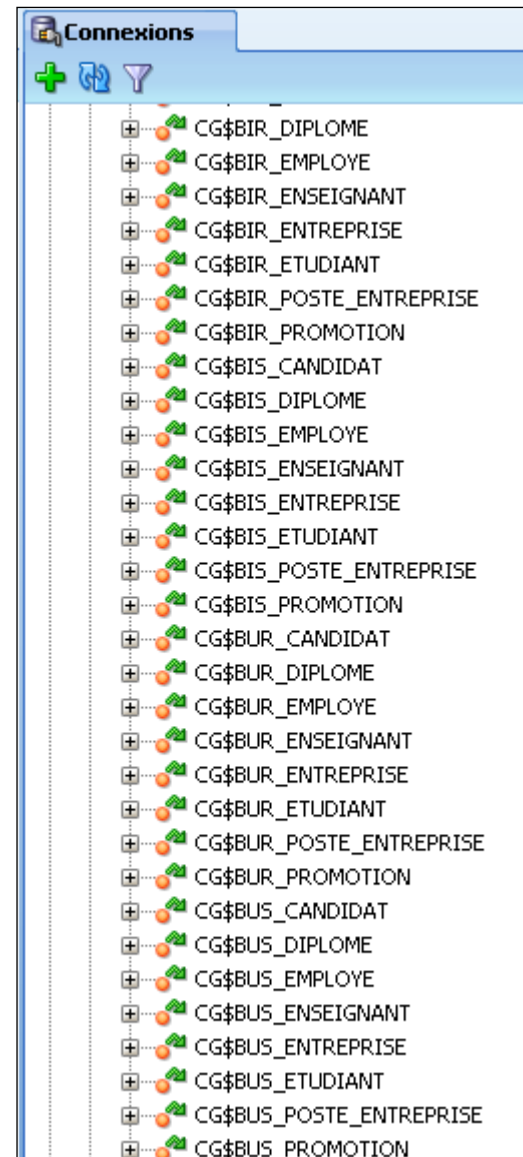 Connexions
CG$BIR_DIPLOME
CG$BIR_EMPLOYE
CG$BIR_ENSEIGNANT
CG$BIR_ENTREPRISE
CG$BIR_ETUDIANT
CG$BIR_POSTE_ENTREPRISE
CG$BIR_PROMOTION
CG$BIS_CANDIDAT
CG$BIS_DIPLOME
CG$BIS_EMPLOYE
CG$BIS_ENSEIGNANT
CG$BIS_ENTREPRISE
CG$BIS_ETUDIANT
CG$BIS_POSTE_ENTREPRISE
CG$BIS_PROMOTION
CG$BUR_CANDIDAT
CG$BUR_DIPLOME
CG$BUR_EMPLOYE
CG$BUR_ENSEIGNANT
CG$BUR_ENTREPRISE
CG$BUR_ETUDIANT
CG$BUR_POSTE_ENTREPRISE
CG$BUR_PROMOTION
CG$BUS_CANDIDAT
CG$BUS_DIPLOME
CG$BUS_EMPLOYE
CG$BUS_ENSEIGNANT
CG$BUS_ENTREPRISE
CG$BUS_ETUDIANT
CG$BUS_POSTE_ENTREPRISE
CG$BUS_PROMOTION